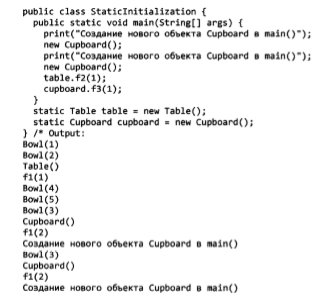 public class StaticInitialization {
public static void main(String[] args) {
print("Создание нового объекта Cupboard в main()");
new Cupboard();
print("Создание нового объекта Cupboard в main()");
new Cupboard();
table.f2(1);
cupboard.f3(1);
}
static Table table = new Table();
static Cupboard cupboard = new Cupboard();
} /* Output:
Bowl(1)
Bowl(2)
Table()
f1(1)
Bowl(4)
Bowl(5)
Bowl(3)
Cupboard()
f1(2)
Создание нового объекта Cupboard в main()
Bowl(3)
Cupboard()
f1(2)
Создание нового объекта Cupboard в main()